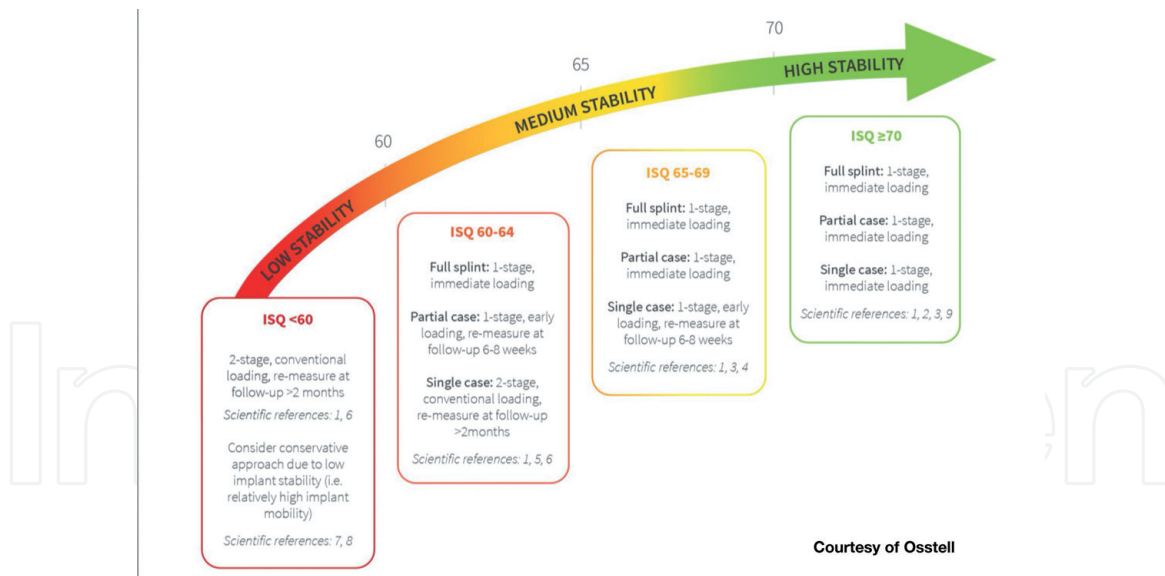 60
65
70
LOW STABILITY
MEDIUM STABILITY
HIGH STABILITY
ISQ <60
2-stage, conventional
loading, re-measure at
follow-up >2 months
Scientific references: 1, 6
Consider conservative
approach due to low
implant stability (i.e.
relatively high implant
mobility)
Scientific references: 7, 8
ISQ 60-64
Full splint: 1-stage,
immediate loading
Partial case: 1-stage, early
loading, re-measure at
follow-up 6-8 weeks
Single case: 2-stage,
conventional loading,
re-measure at follow-up
>2months
Scientific references: 1, 5, 6
ISQ 65-69
Full splint: 1-stage,
immediate loading
Partial case: 1-stage,
immediate loading
Single case: 1-stage, early
loading, re-measure at
follow-up 6-8 weeks
Scientific references: 1, 3, 4
ISQ ≥70
Full splint: 1-stage,
immediate loading
Partial case: 1-stage,
immediate loading
Single case: 1-stage,
immediate loading
Scientific references: 1, 2, 3, 9
Courtesy of Osstell